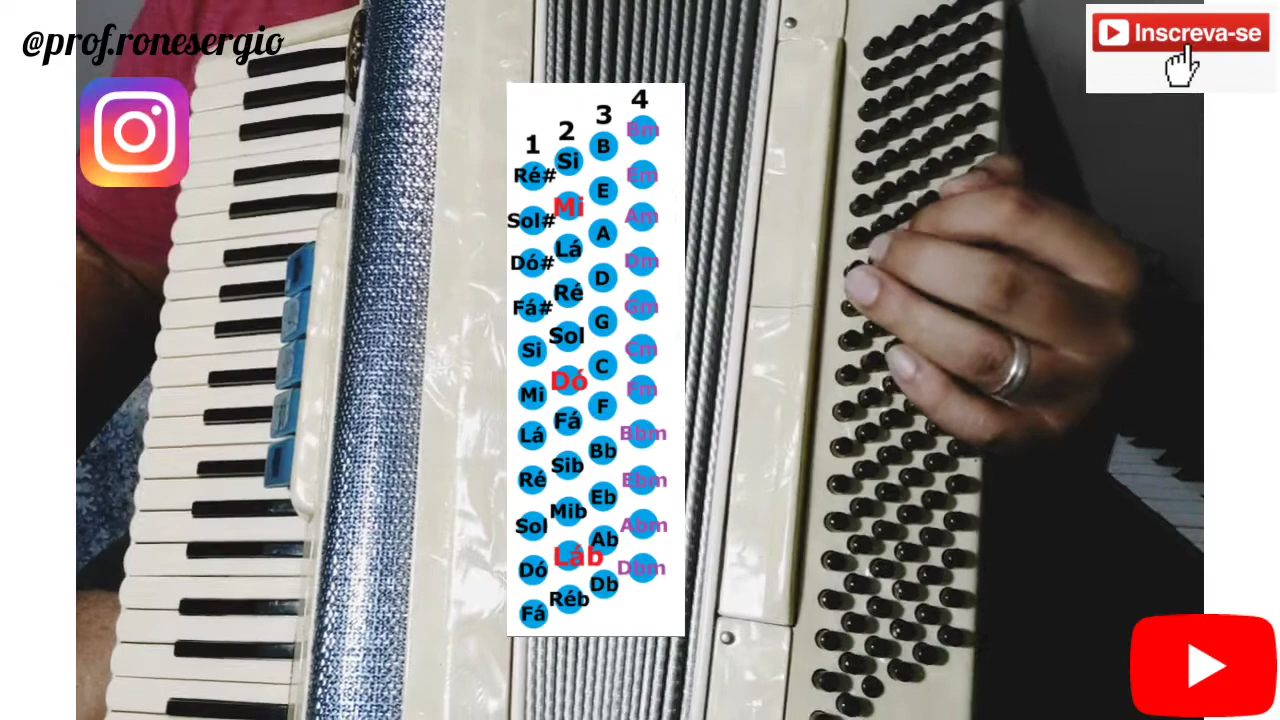 @prof.ronesergio
Inscreva-se
1 2 3 4
Ré# Si B Bm
Sol# Mi E Em
Dó# Lá A Am
Fá# Ré D Dm
Si Sol G Gm
Mi Dó C Cm
Lá Fá F Fm
Ré Sib Bb Bbm
Sol Mib Eb Ebm
Dó Láb Ab Abm
Fá Réb Db Dbm